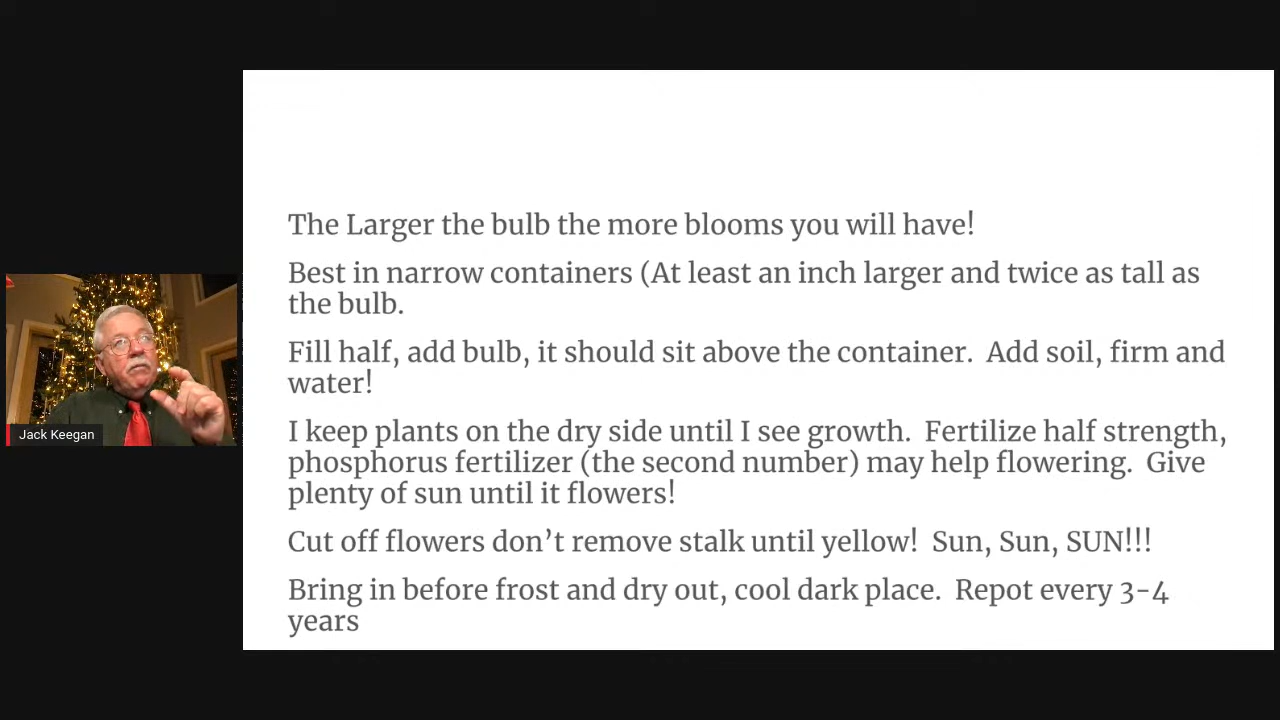 The Larger the bulb the more blooms you will have!
Best in narrow containers (At least an inch larger and twice as tall as
the bulb.
Fill half, add bulb, it should sit above the container.  Add soil, firm and
water!
I keep plants on the dry side until I see growth.  Fertilize half strength,
phosphorus fertilizer (the second number) may help flowering.  Give
plenty of sun until it flowers!
Cut off flowers don’t remove stalk until yellow!  Sun, Sun, SUN!!!
Bring in before frost and dry out, cool dark place.  Repot every 3-4
years
Jack Keegan